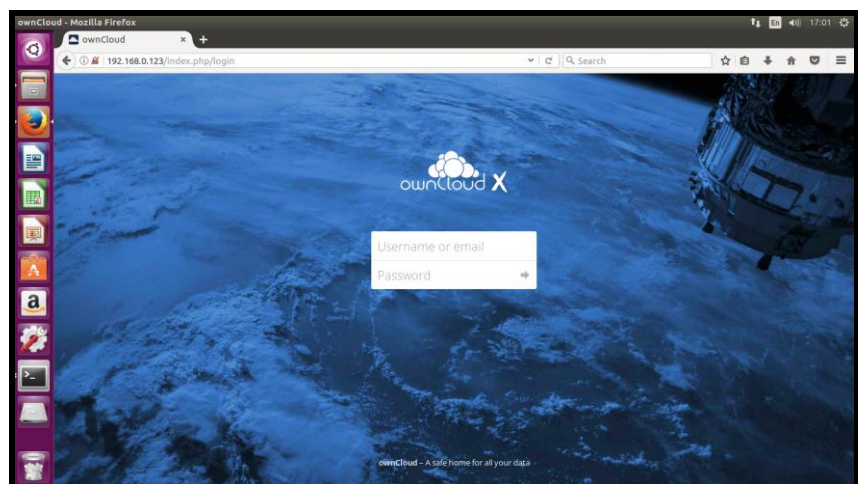 ownCloud - Mozilla Firefox
En
17:01
ownCloud
192.168.0.123/index.php/login
Search
ownCloud X
Username or email
Password
ownCloud – A safe home for all your data